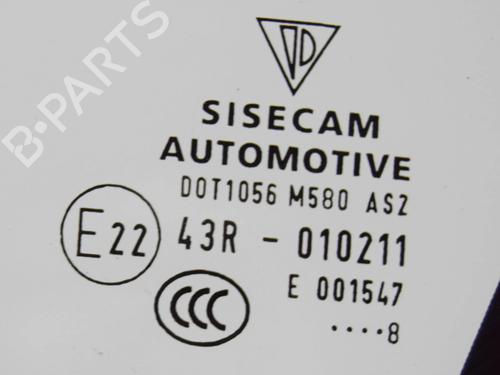 B-PARTS
SISECAM
AUTOMOTIVE
DOT1056 M580 AS2
E22 43R - 010211
E 001547
CCC
....8